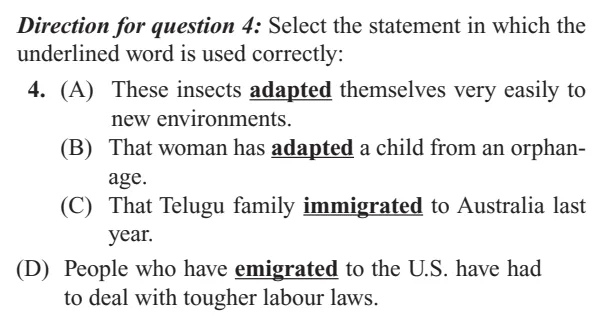 Direction for question 4: Select the statement in which the
underlined word is used correctly:
4. (A) These insects adapted themselves very easily to
new environments.
(B) That woman has adapted a child from an orphan-
age.
(C) That Telugu family immigrated to Australia last
year.
(D) People who have emigrated to the U.S. have had
to deal with tougher labour laws.